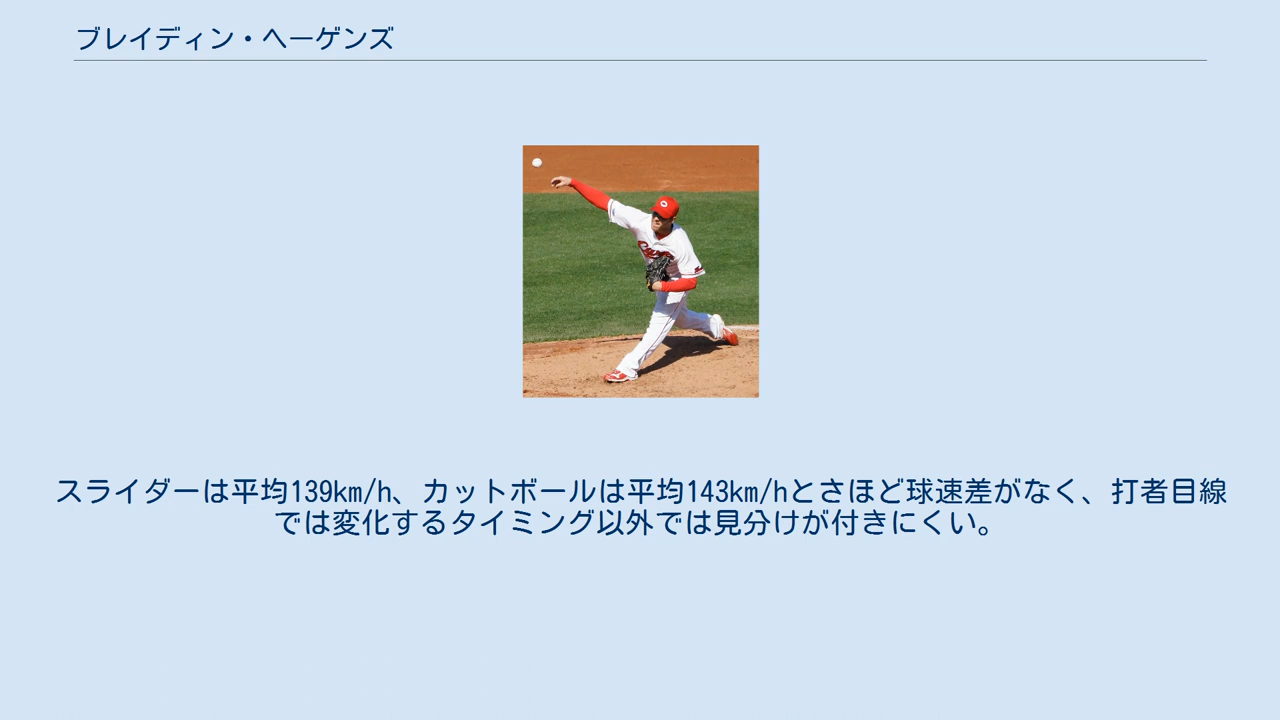 ブレイディン・ヘーゲンズ
スライダーは平均139km/h、カットボールは平均143km/hとさほど球速差がなく、打者目線
では変化するタイミング以外では見分けが付きにくい。